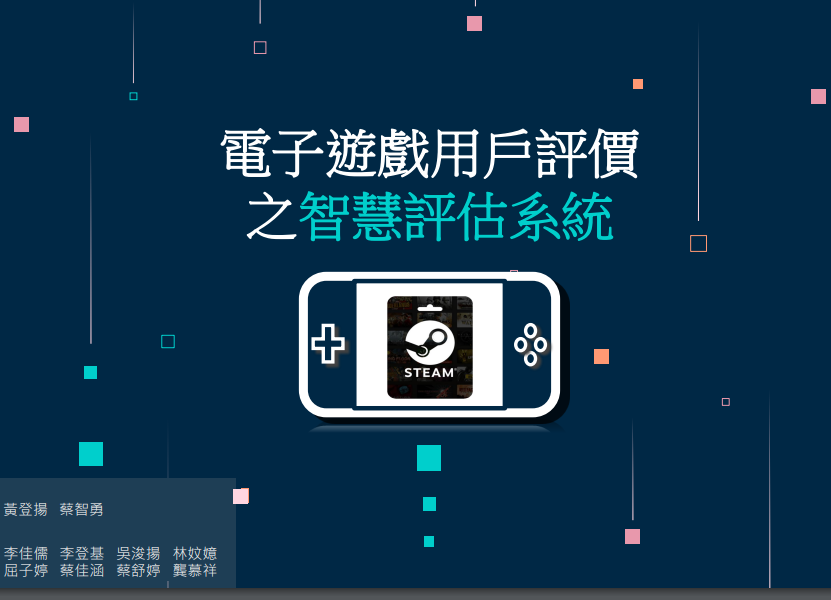 電子遊戲用戶評價
之智慧評估系統
STEAM
黃登揚 蔡智勇
李佳儒 李登基 吳浚揚 林妏嬑
屈子婷 蔡佳涵 蔡舒婷 龔慕祥